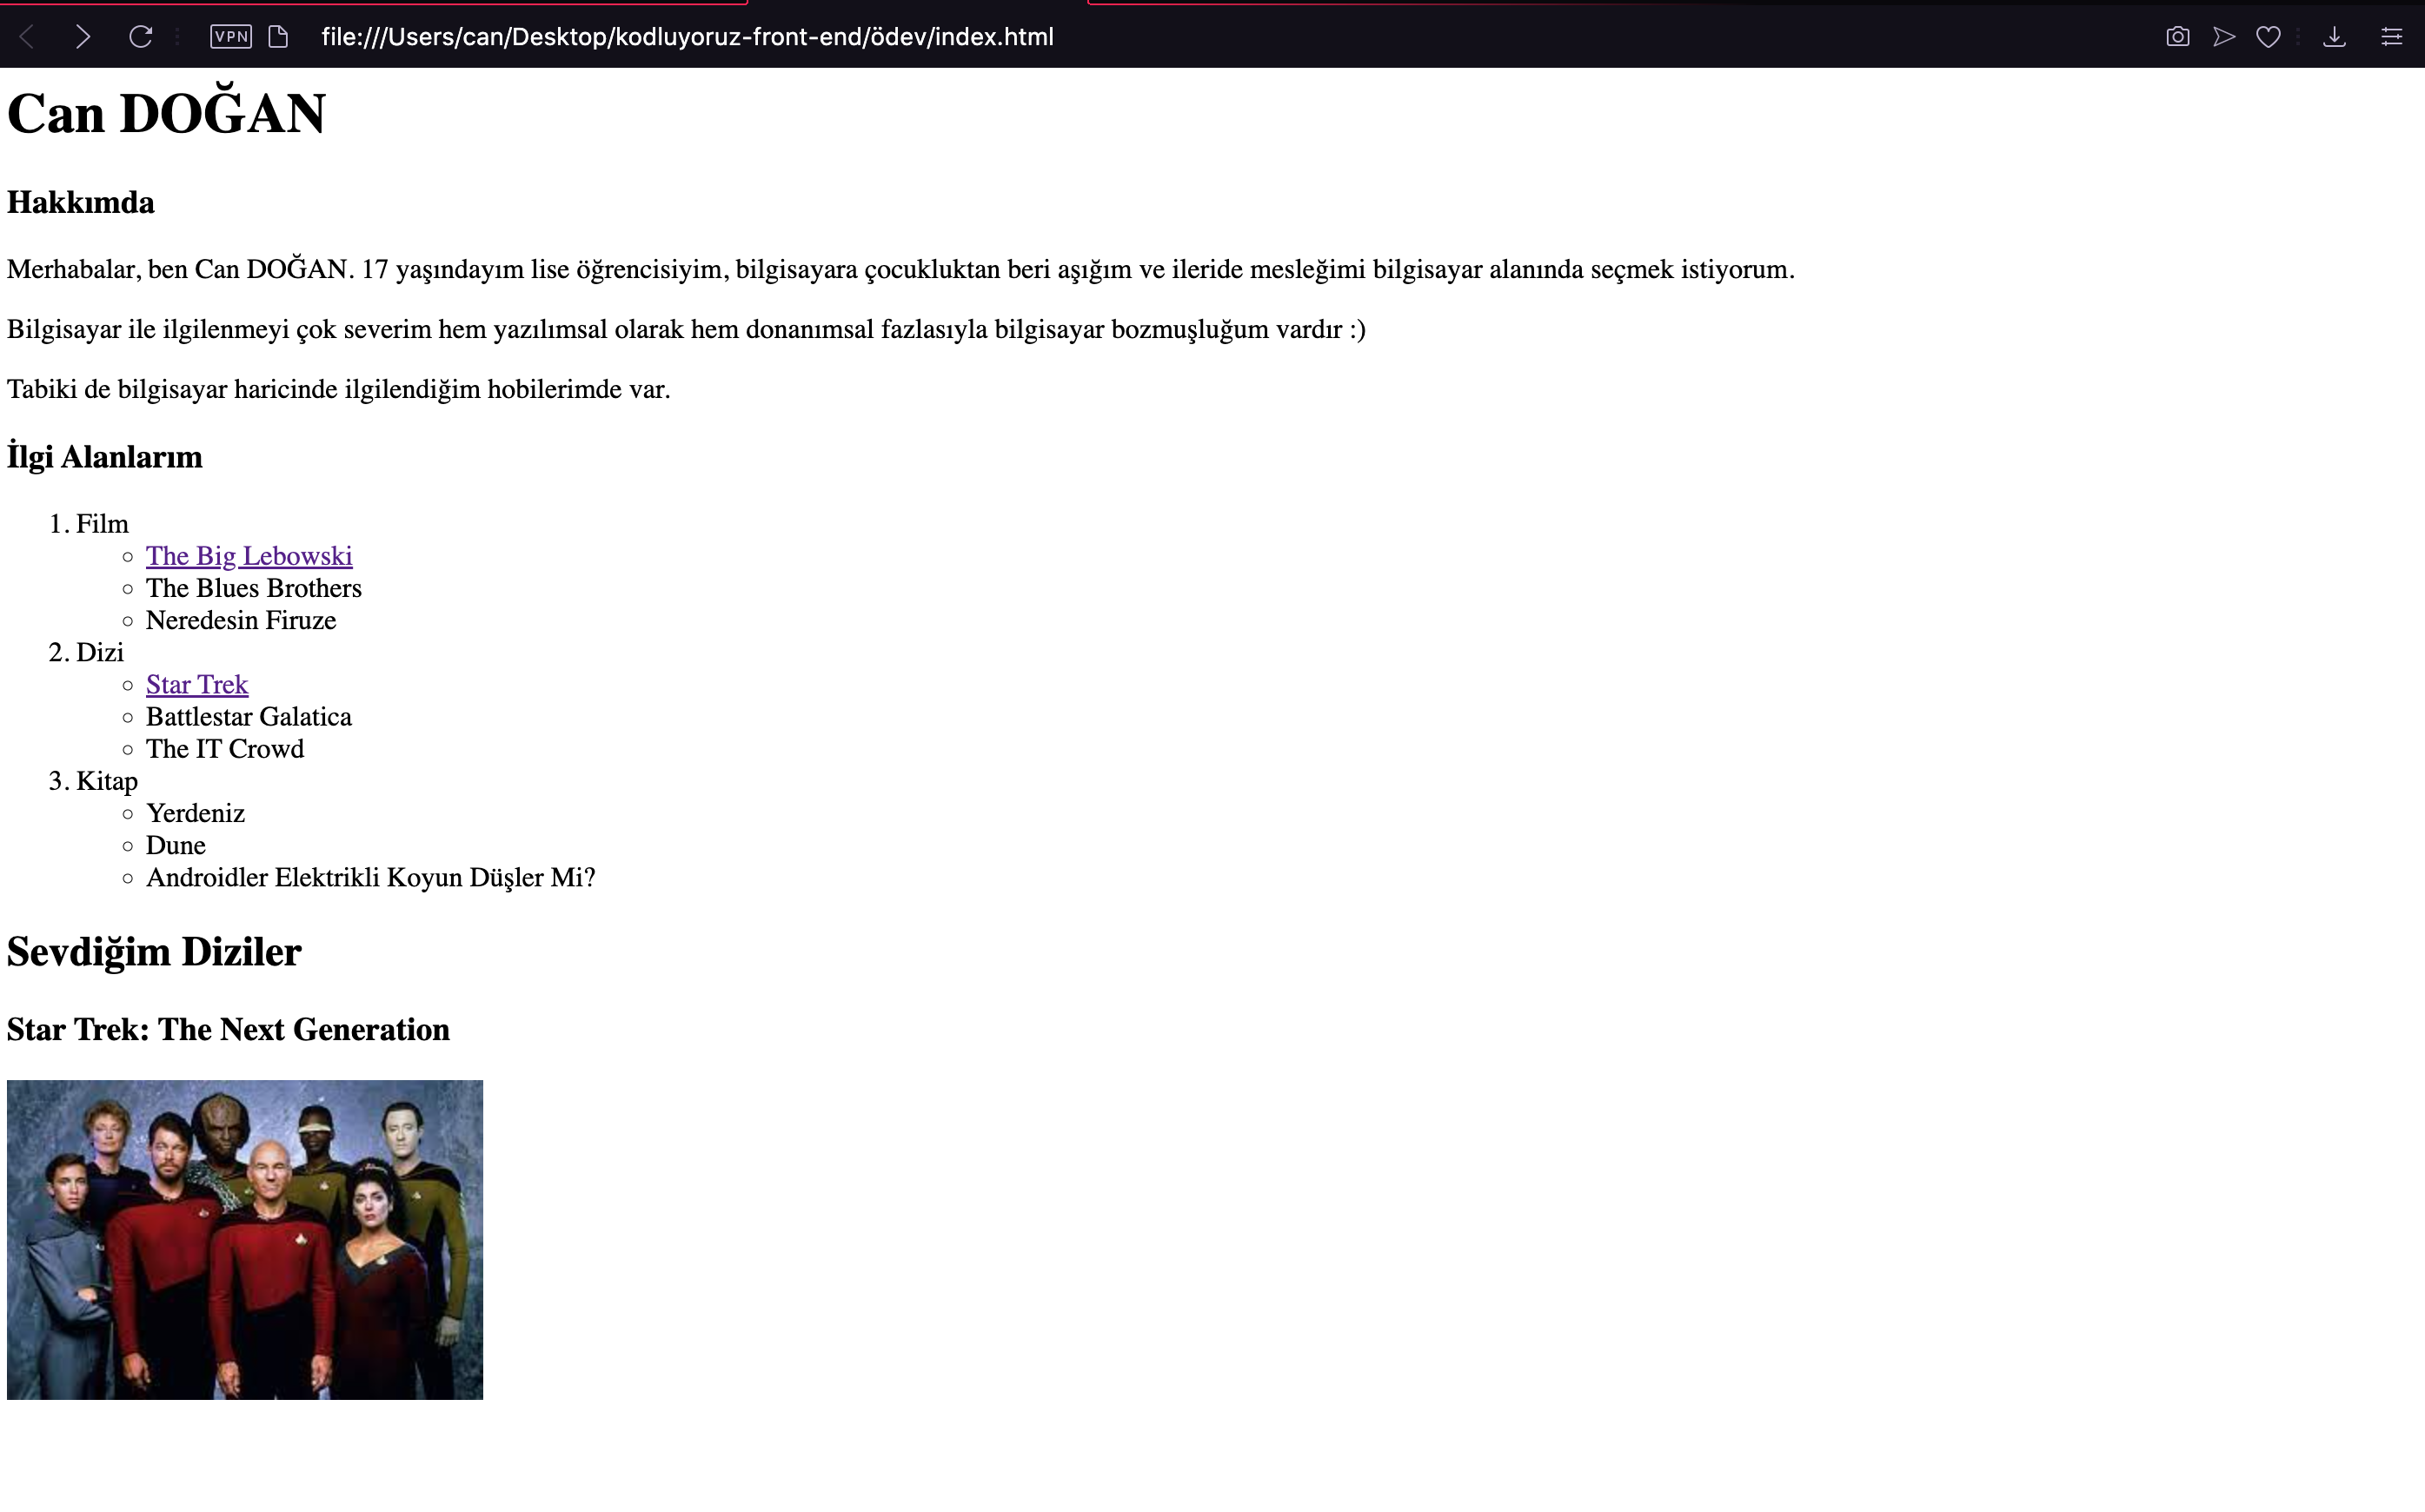 VPN
file:///Users/can/Desktop/kodluyoruz-front-end/ödev/index.html
Can DOĞAN
Hakkımda
Merhabalar, ben Can DOĞAN. 17 yaşındayım lise öğrencisiyim, bilgisayara çocukluktan beri aşığım ve ileride mesleğimi bilgisayar alanında seçmek istiyorum.
Bilgisayar ile ilgilenmeyi çok severim hem yazılımsal olarak hem donanımsal fazlasıyla bilgisayar bozmuşluğum vardır :)
Tabiki de bilgisayar haricinde ilgilendiğim hobilerimde var.
İlgi Alanlarım
1. Film
The Big Lebowski
The Blues Brothers
Neredesin Firuze
2. Dizi
Star Trek
Battlestar Galatica
The IT Crowd
3. Kitap
Yerdeniz
Dune
Androidler Elektrikli Koyun Düşler Mi?
Sevdiğim Diziler
Star Trek: The Next Generation